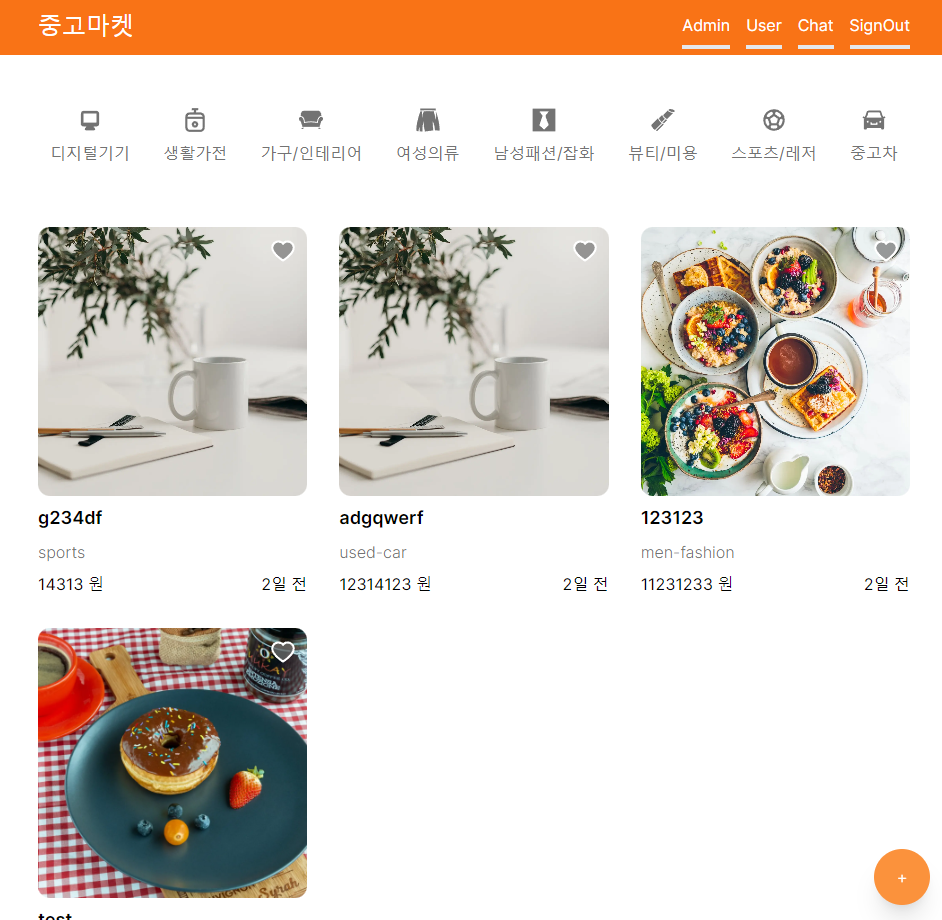 중고마켓
Admin User Chat SignOut
디지털기기 생활가전 가구/인테리어 여성의류 남성패션/잡화 뷰티/미용 스포츠/레저 중고차
g234df
sports
14313 원 2일 전
adgqwerf
used-car
12314123 원 2일 전
123123
men-fashion
11231233 원 2일 전
Syrah
test
+